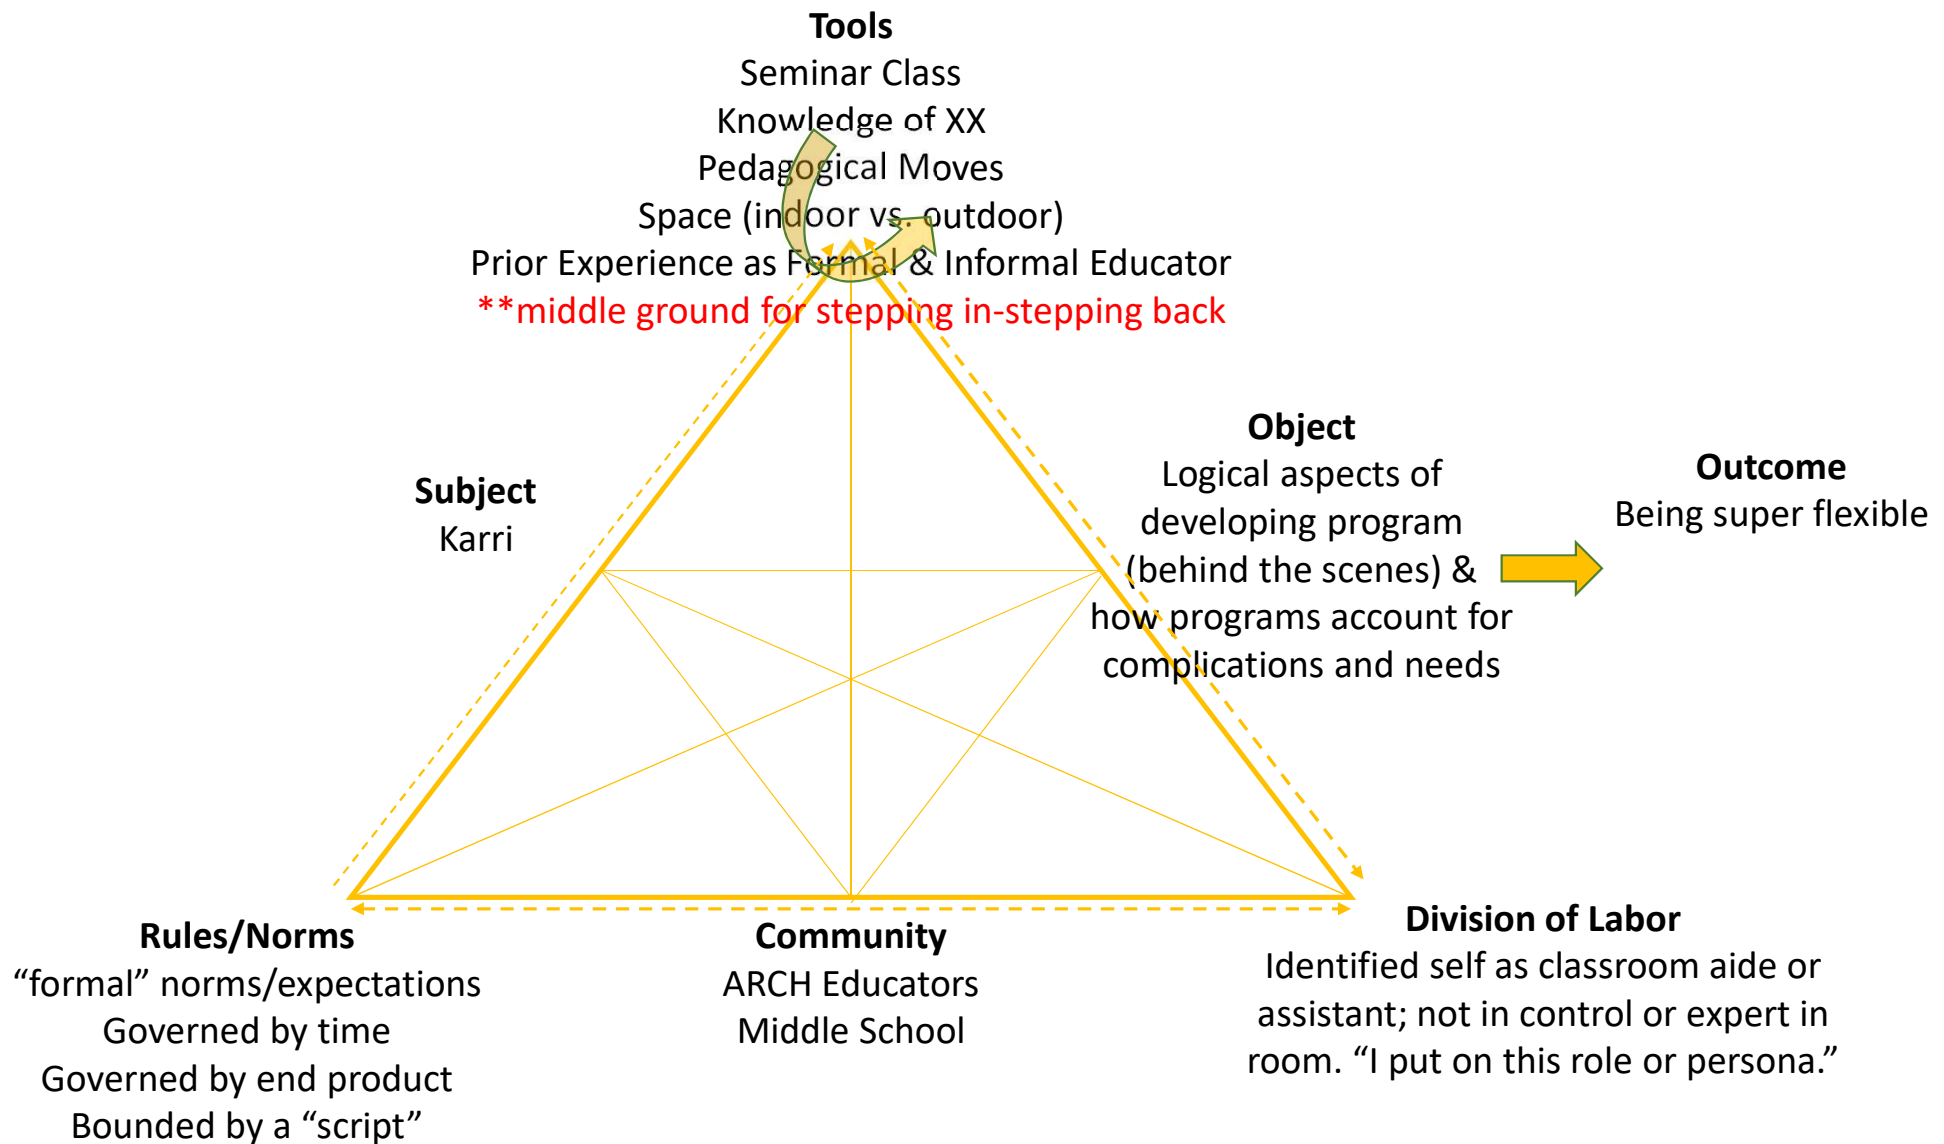 Tools
Seminar Class
Knowledge of XX
Pedagogical Moves
Space (indoor vs. outdoor)
Prior Experience as Formal & Informal Educator
**middle ground for stepping in-stepping back
Subject
Karri
Object
Logical aspects of
developing program
(behind the scenes) &
how programs account for
complications and needs
Outcome
Being super flexible
Rules/Norms
“formal” norms/expectations
Governed by time
Governed by end product
Bounded by a “script”
Community
ARCH Educators
Middle School
Division of Labor
Identified self as classroom aide or
assistant; not in control or expert in
room. “I put on this role or persona.”